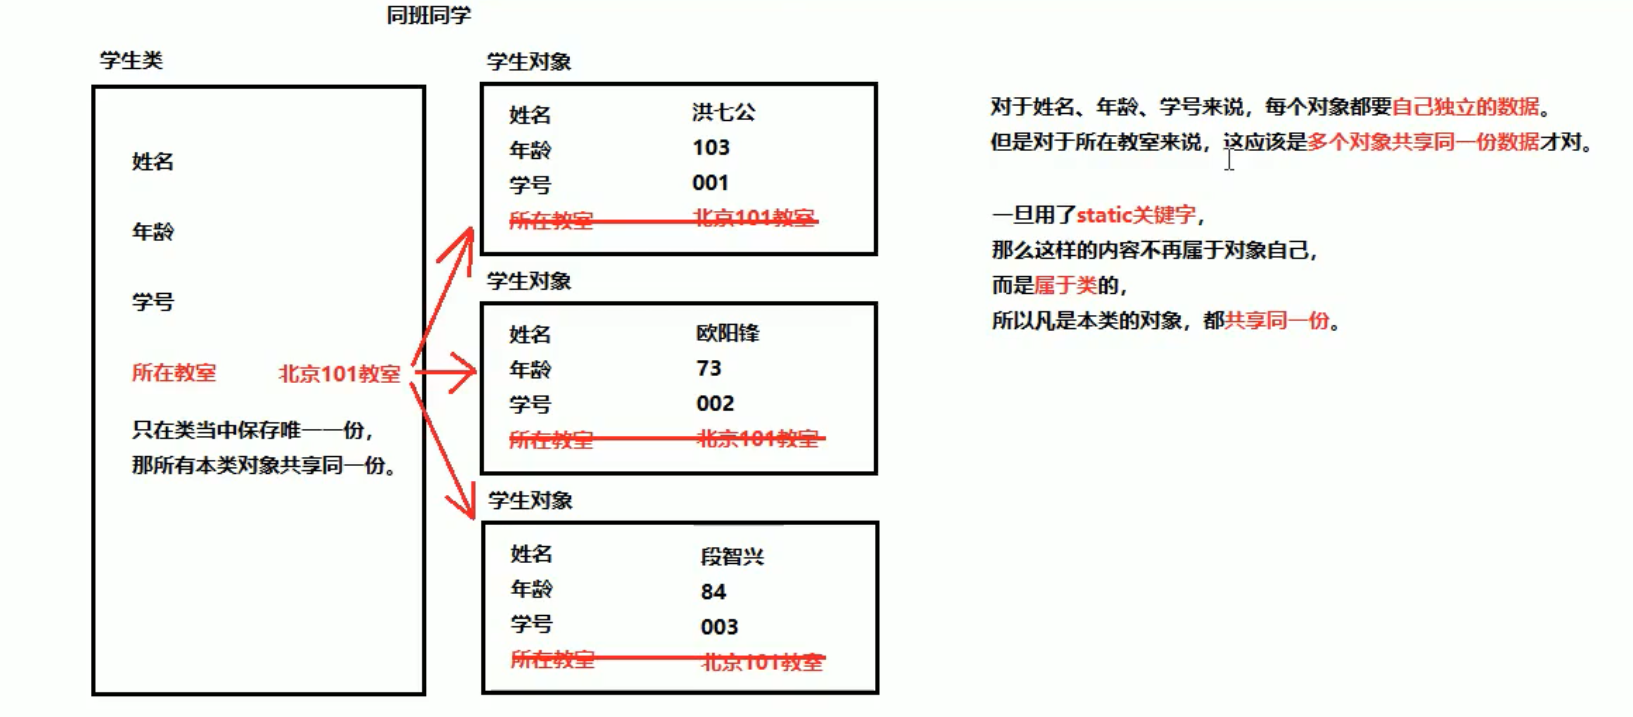 同班同学
学生类
姓名
年龄
学号
所在教室 北京101教室
只在类当中保存唯一一份，
那所有本类对象共享同一份。
学生对象
姓名 洪七公
年龄 103
学号 001
所在教室 北京101教室
学生对象
姓名 欧阳锋
年龄 73
学号 002
所在教室 北京101教室
学生对象
姓名 段智兴
年龄 84
学号 003
所在教室 北京101教室
对于姓名、年龄、学号来说，每个对象都要自己独立的数据。
但是对于所在教室来说，这应该是多个对象共享同一份数据才对。
一旦用了static关键字，
那么这样的内容不再属于对象自己，
而是属于类的，
所以凡是本类的对象，都共享同一份。